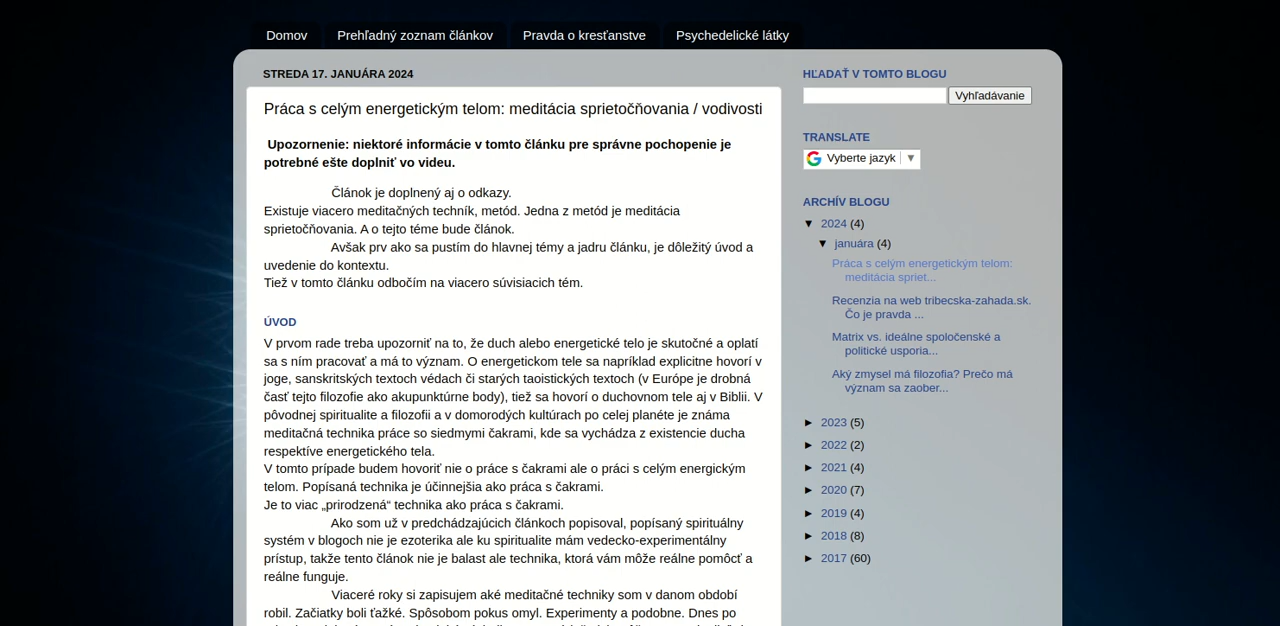 Domov
Prehľadný zoznam článkov
Pravda o kresťanstve
Psychedelické látky
STREDA 17. JANUÁRA 2024
Práca s celým energetickým telom: meditácia sprietočňovania / vodivosti
Upozornenie: niektoré informácie v tomto článku pre správne pochopenie je
potrebné ešte doplniť vo videu.
Článok je doplnený aj o odkazy.
Existuje viacero meditačných techník, metód. Jedna z metód je meditácia
sprietočňovania. A o tejto téme bude článok.
Avšak prv ako sa pustím do hlavnej témy a jadru článku, je dôležitý úvod a
uvedenie do kontextu.
Tiež v tomto článku odbočím na viacero súvisiacich tém.
ÚVOD
V prvom rade treba upozorniť na to, že duch alebo energetické telo je skutočné a oplatí
sa s ním pracovať a má to význam. O energetickom tele sa napríklad explicitne hovorí v
joge, sanskritských textoch védach či starých taoistických textoch (v Európe je drobná
časť tejto filozofie ako akupunktúrne body), tiež sa hovorí o duchovnom tele aj v Biblii. V
pôvodnej spiritualite a filozofii a v domorodých kultúrach po celej planéte je známa
meditačná technika práce so siedmymi čakrami, kde sa vychádza z existencie ducha
respektíve energetického tela.
V tomto prípade budem hovoriť nie o práce s čakrami ale o práci s celým energickým
telom. Popísaná technika je účinnejšia ako práca s čakrami.
Je to viac „prirodzená“ technika ako práca s čakrami.
Ako som už v predchádzajúcich článkoch popisoval, popísaný spirituálny
systém v blogoch nie je ezoterika ale ku spiritualite mám vedecko-experimentálny
prístup, takže tento článok nie je balast ale technika, ktorá vám môže reálne pomôcť a
reálne funguje.
Viaceré roky si zapisujem aké meditačné techniky som v danom období
robil. Začiatky boli ťažké. Spôsobom pokus omyl. Experimenty a podobne. Dnes po
HĽADAŤ V TOMTO BLOGU
Vyhľadávanie
TRANSLATE
Vyberte jazyk ▼
ARCHÍV BLOGU
▼ 2024 (4)
▼ januára (4)
Práca s celým energetickým telom:
meditácia spriet...
Recenzia na web tribecska-zahada.sk.
Čo je pravda ...
Matrix vs. ideálne spoločenské a
politické usporia...
Aký zmysel má filozofia? Prečo má
význam sa zaober...
► 2023 (5)
► 2022 (2)
► 2021 (4)
► 2020 (7)
► 2019 (4)
► 2018 (8)
► 2017 (60)